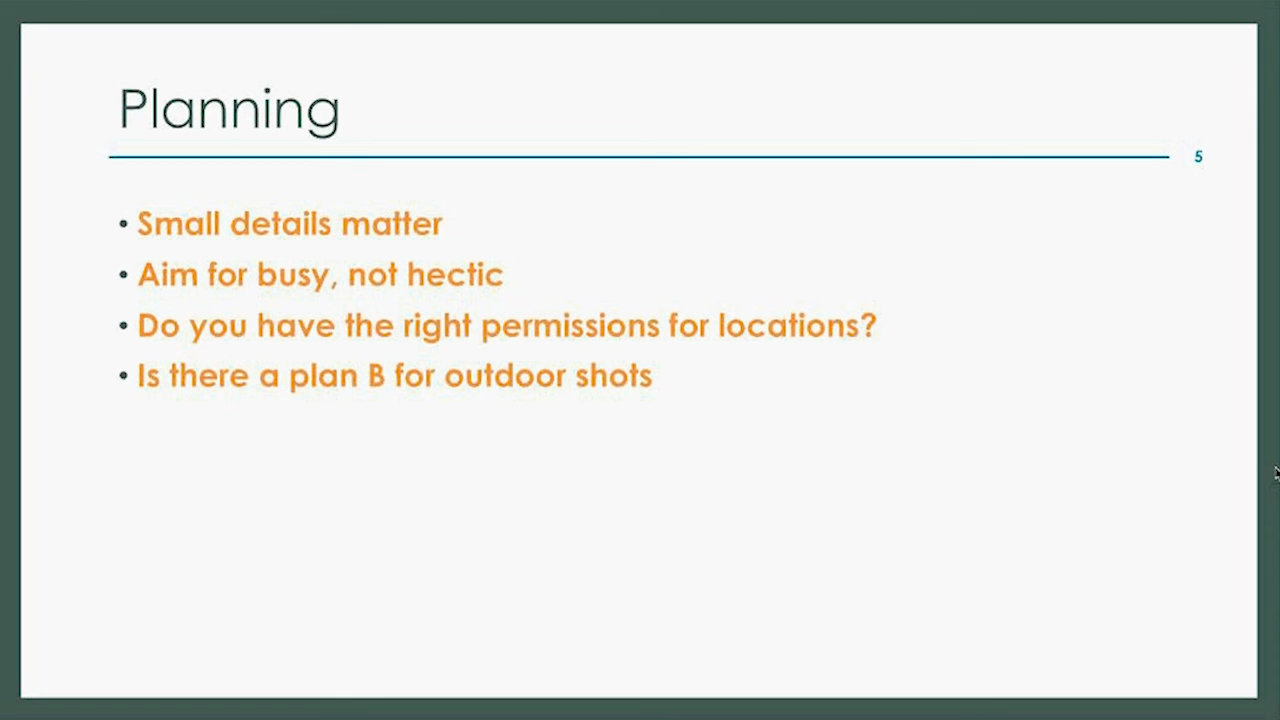 Planning
5
• Small details matter
• Aim for busy, not hectic
• Do you have the right permissions for locations?
• Is there a plan B for outdoor shots